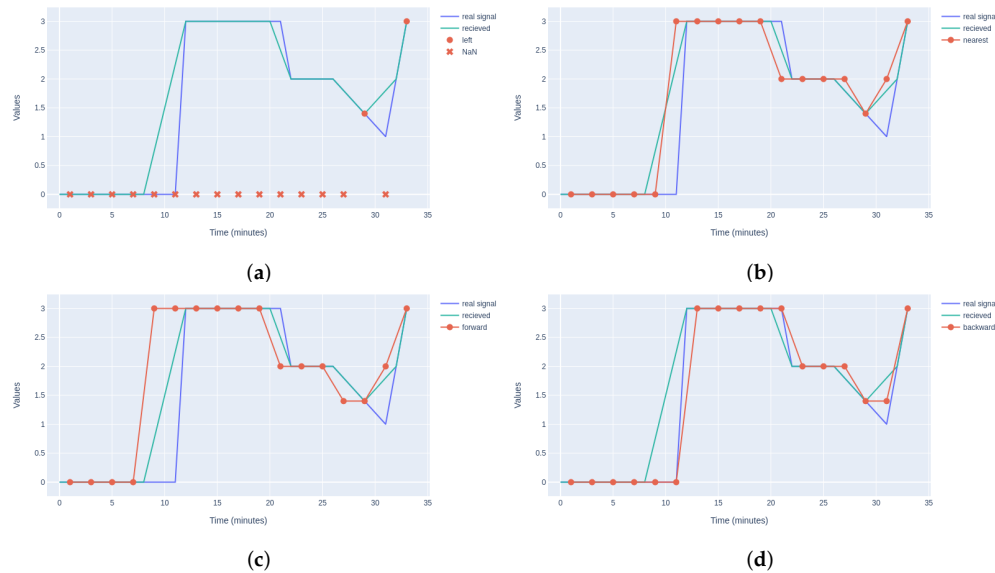 real signal
recieved
left
NaN
Values
3
2.5
2
1.5
1
0.5
0
0 5 10 15 20 25 30 35
Time (minutes)
(a)
real signal
recieved
nearest
Values
3
2.5
2
1.5
1
0.5
0
0 5 10 15 20 25 30 35
Time (minutes)
(b)
real signal
recieved
forward
Values
3
2.5
2
1.5
1
0.5
0
0 5 10 15 20 25 30 35
Time (minutes)
(c)
real signal
recieved
backward
Values
3
2.5
2
1.5
1
0.5
0
0 5 10 15 20 25 30 35
Time (minutes)
(d)